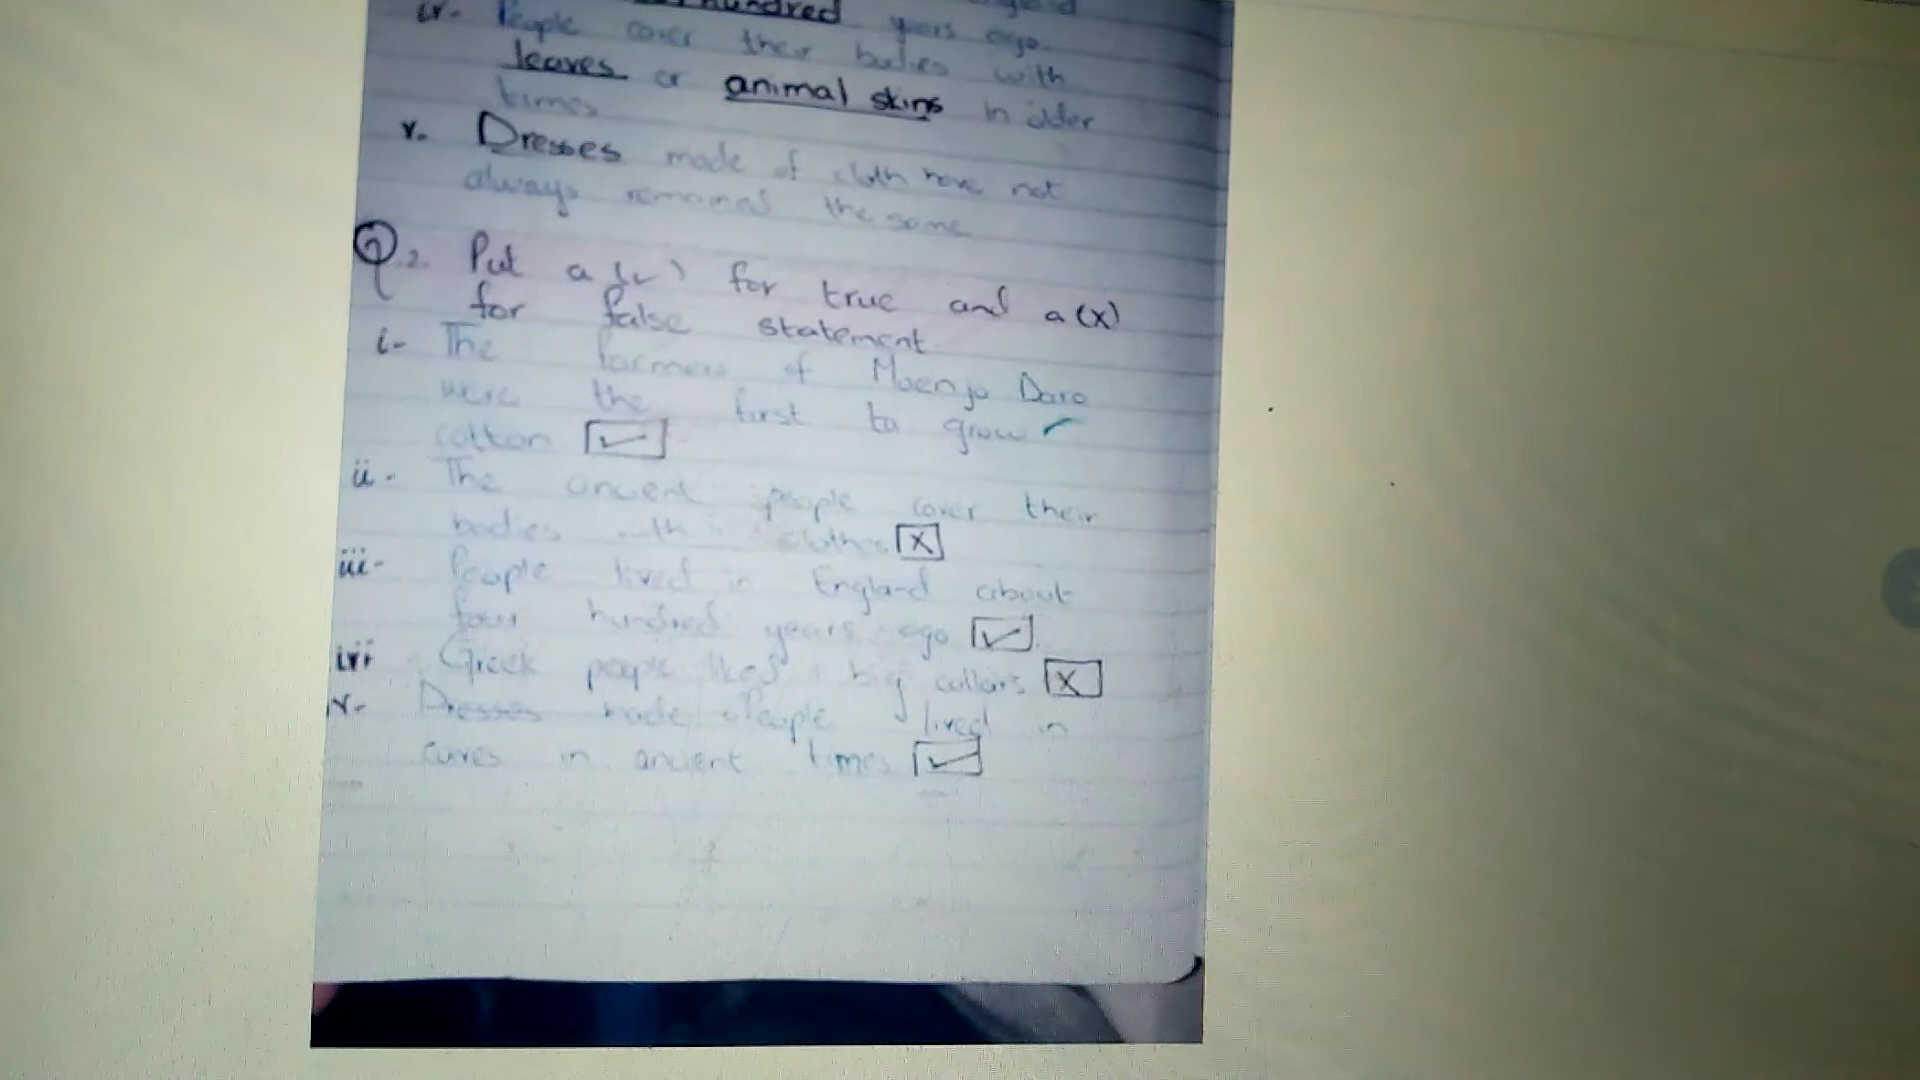 hundred years ago.
iv- People cover their bodies with
leaves or animal skins in older
times
v. Dresses made of cloth have not
always remained the same
Q.2. Put a (✓) for true and a (x)
for false statement
i- The farmers of Moenjo Daro
were the first to grow
cotton ✓
ii- The ancient people cover their
bodies with clothes x
iii- People lived in England about
four hundred years ago ✓
ivi Greek people liked big collars x
v- Dresses made People lived in
caves in ancient times ✓